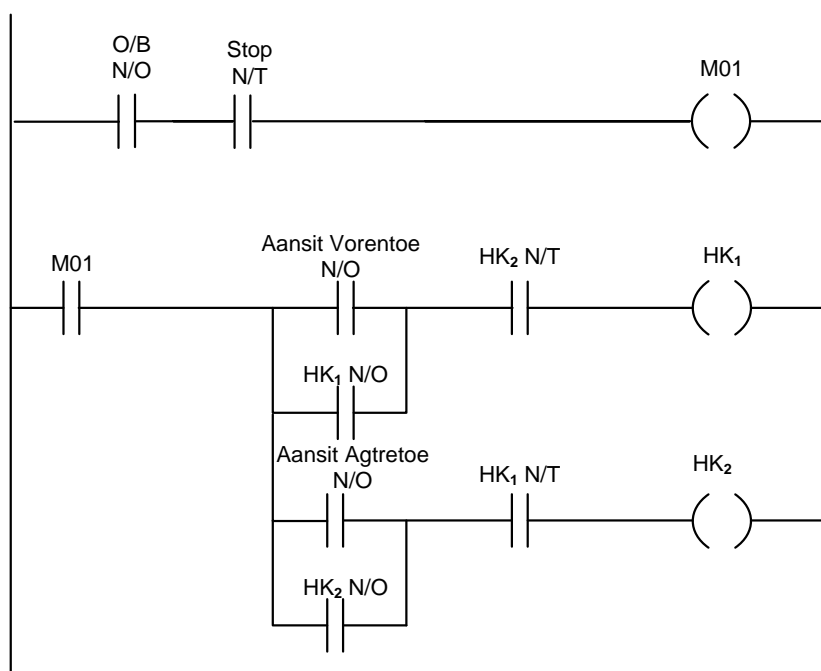 O/B
N/O
Stop
N/T
M01
M01
Aansit Vorentoe
N/O
HK₂ N/T
HK₁
HK₁ N/O
Aansit Agtretoe
N/O
HK₁ N/T
HK₂
HK₂ N/O